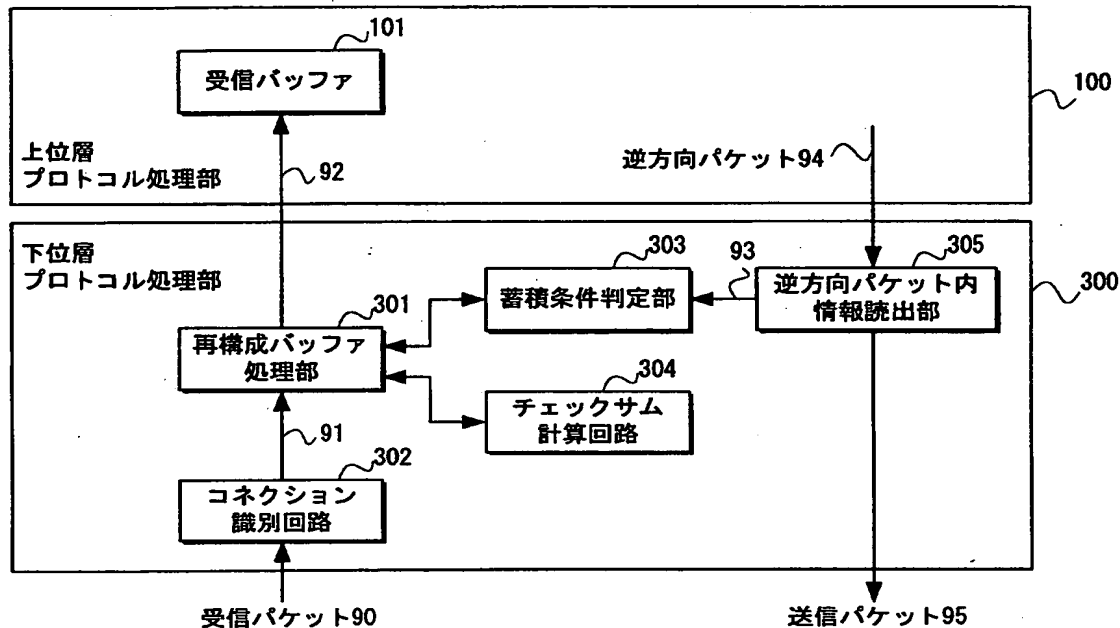 101
受信バッファ
100
上位層
プロトコル処理部
92
逆方向パケット94
下位層
プロトコル処理部
303
蓄積条件判定部
93
305
逆方向パケット内
情報読出部
300
301
再構成バッファ
処理部
304
チェックサム
計算回路
91
302
コネクション
識別回路
受信パケット90
送信パケット95